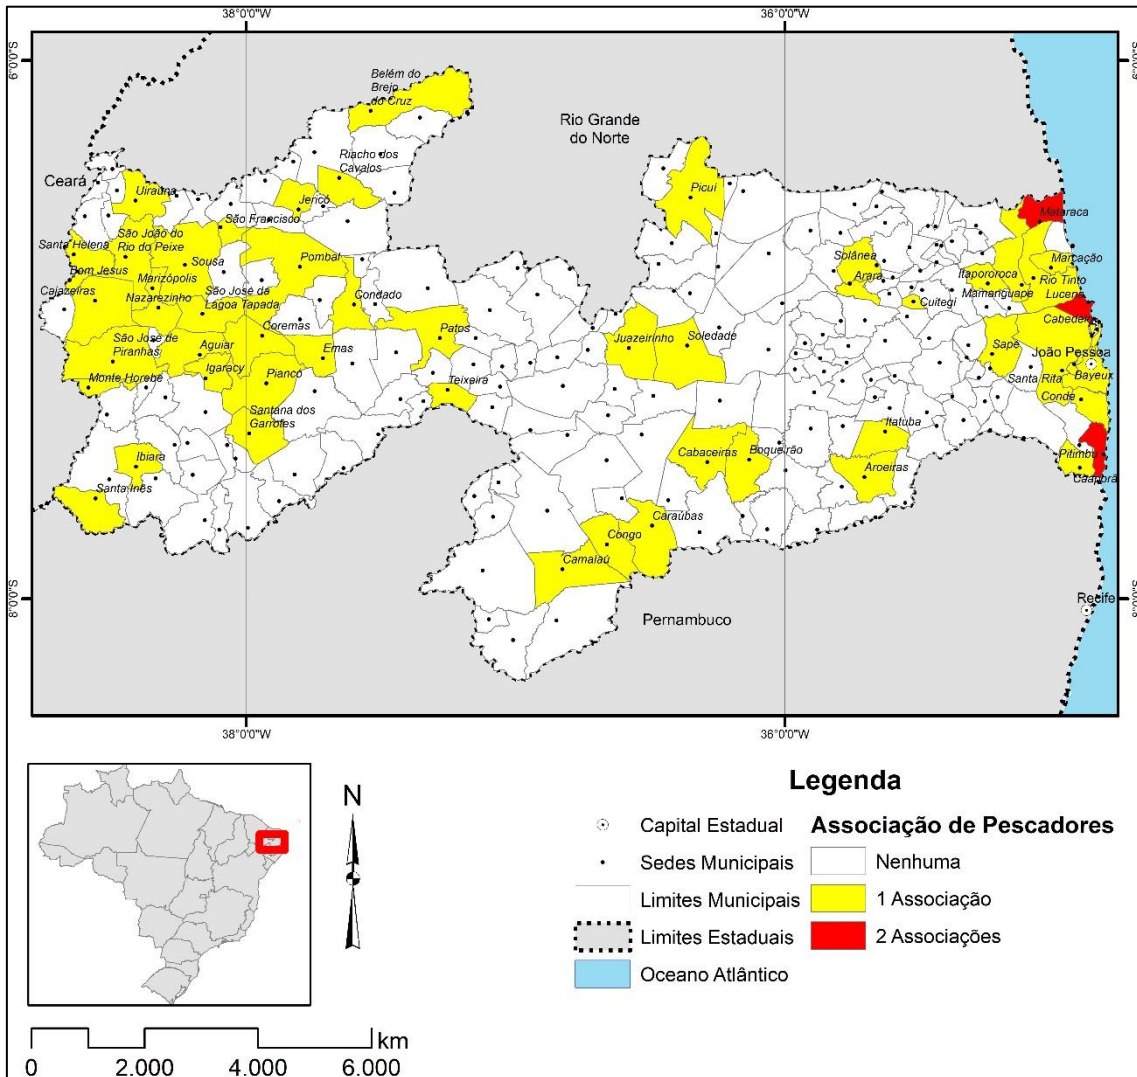 38°0'0"W
36°0'0"W
6°0'0"S
6°0'0"S
Belém do
Brejo
do Cruz
Rio Grande
do Norte
Ceará
Riacho dos
Cavalos
Uiraúna
Picuí
Jericó
Mataraca
São Francisco
São João do
Rio do Peixe
Santa Helena
Solânea
Marcação
Sousa
Pombal
Bom Jesus
Arara
Itapororoca
Marizópolis
Rio Tinto
Cajazeiras
Nazarezinho
São José da
Lagoa Tapada
Condado
Mamanguape
Lucena
Cuitegi
Cabedelo
Coremas
Patos
São José de
Piranhas
Aguiar
Emas
Juazeirinho
Soledade
Sapé
João Pessoa
Igaracy
Piancó
Santa Rita
Bayeux
Monte Horebe
Teixeira
Conde
Santana dos
Garrotes
Itatuba
Ibiara
Cabaceiras
Boqueirão
Pitimbu
Aroeiras
Caaporã
Santa Inês
Caraúbas
Congo
Camalaú
Recife
8°0'0"S
8°0'0"S
Pernambuco
38°0'0"W
36°0'0"W
N
Legenda
Capital Estadual
Associação de Pescadores
Sedes Municipais
Nenhuma
Limites Municipais
1 Associação
Limites Estaduais
2 Associações
Oceano Atlântico
km
0
2.000
4.000
6.000